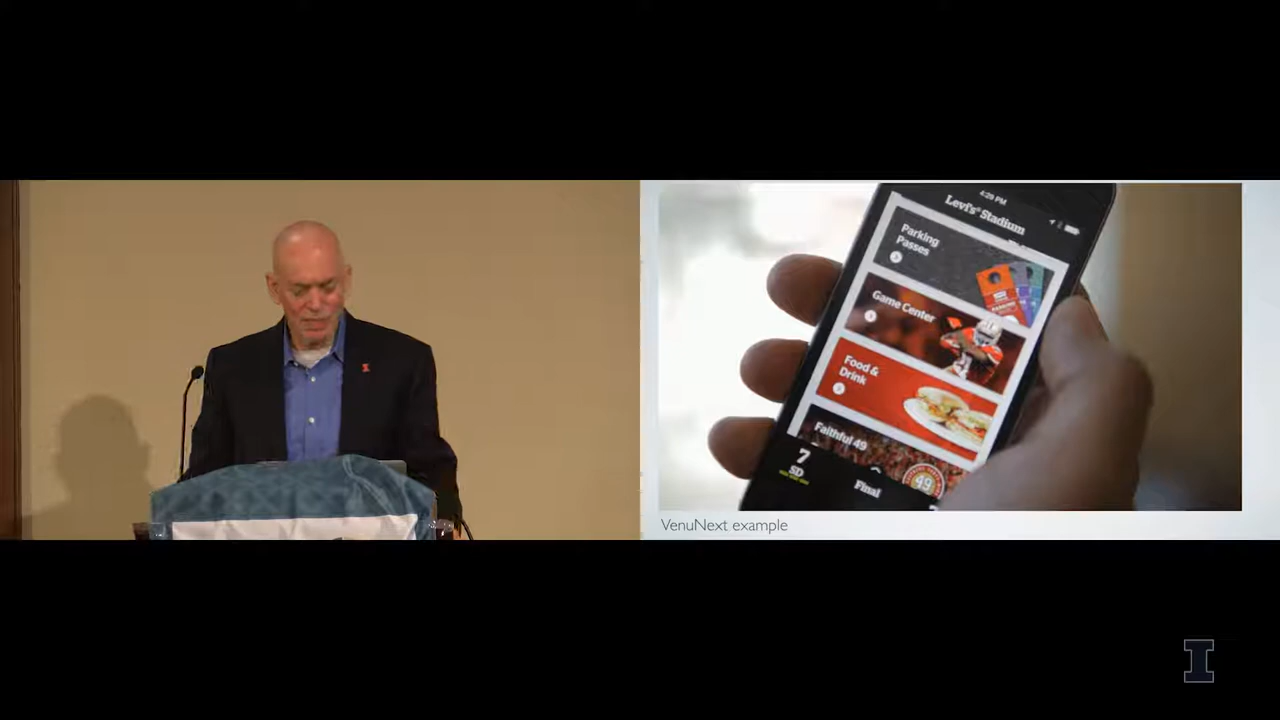 4:29 PM
Levi's® Stadium
Parking
Passes
Game Center
Food &
Drink
Faithful 49
49
7
SD
Final
VenuNext example
I